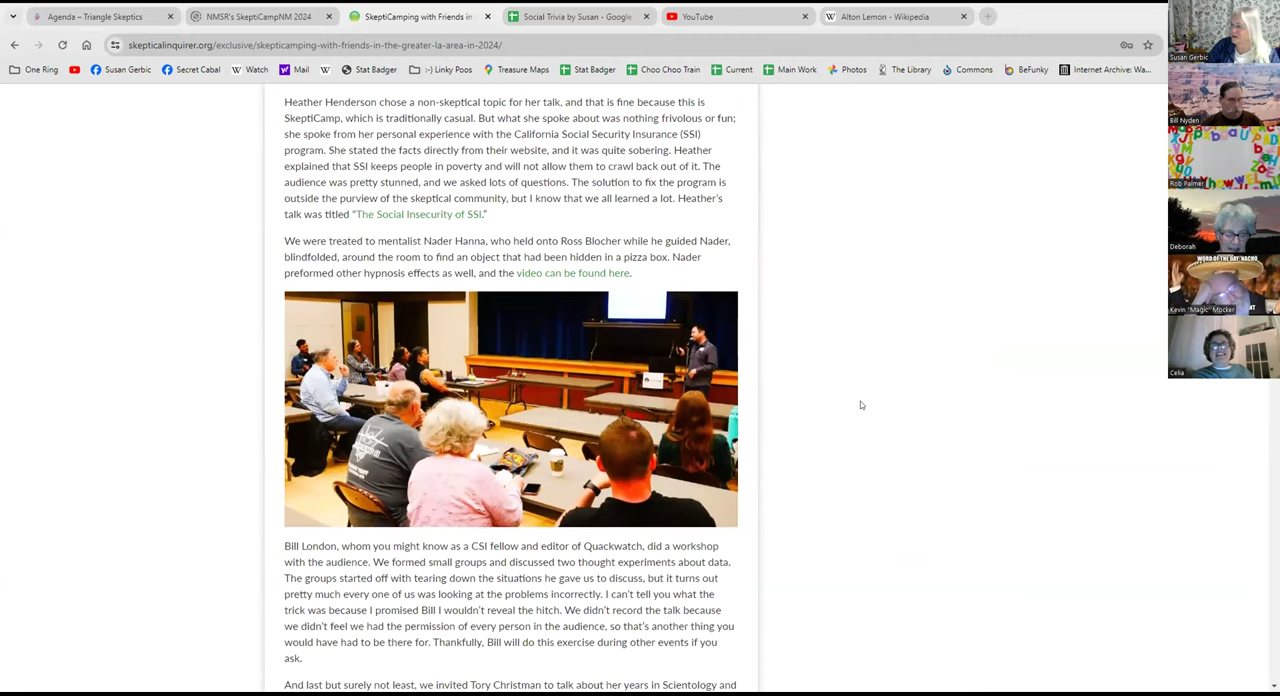 Agenda – Triangle Skeptics
NMSR's SkeptiCampNM 2024
SkeptiCamping with Friends in
Social Trivia by Susan - Google
YouTube
Alton Lemon - Wikipedia
skepticalinquirer.org/exclusive/skepticamping-with-friends-in-the-greater-la-area-in-2024/
One Ring
Susan Gerbic
Secret Cabal
Watch
Mail
Stat Badger
:-) Linky Pools
Treasure Maps
Stat Badger
Choo Choo Train
Current
Main Work
Photos
The Library
Commons
BeFunky
Internet Archive: Wa...
Heather Henderson chose a non-skeptical topic for her talk, and that is fine because this is
SkeptiCamp, which is traditionally casual. But what she spoke about was nothing frivolous or fun;
she spoke from her personal experience with the California Social Security Insurance (SSI)
program. She stated the facts directly from their website, and it was quite sobering. Heather
explained that SSI keeps people in poverty and will not allow them to crawl back out of it. The
audience was pretty stunned, and we asked lots of questions. The solution to fix the program is
outside the purview of the skeptical community, but I know that we all learned a lot. Heather's
talk was titled “The Social Insecurity of SSI.”
We were treated to mentalist Nader Hanna, who held onto Ross Blocher while he guided Nader,
blindfolded, around the room to find an object that had been hidden in a pizza box. Nader
preformed other hypnosis effects as well, and the video can be found here.
Bill London, whom you might know as a CSI fellow and editor of Quackwatch, did a workshop
with the audience. We formed small groups and discussed two thought experiments about data.
The groups started off with tearing down the situations he gave us to discuss, but it turns out
pretty much every one of us was looking at the problems incorrectly. I can't tell you what the
trick was because I promised Bill I wouldn't reveal the hitch. We didn't record the talk because
we didn't feel we had the permission of every person in the audience, so that's another thing you
would have had to be there for. Thankfully, Bill will do this exercise during other events if you
ask.
And last but surely not least, we invited Tory Christman to talk about her years in Scientology and
Susan Gerbic
Bill Nyden
Rob Palmer
Deborah
WORD OF THE DAY: NACHO
Kevin "Magic" Mocker
Celia